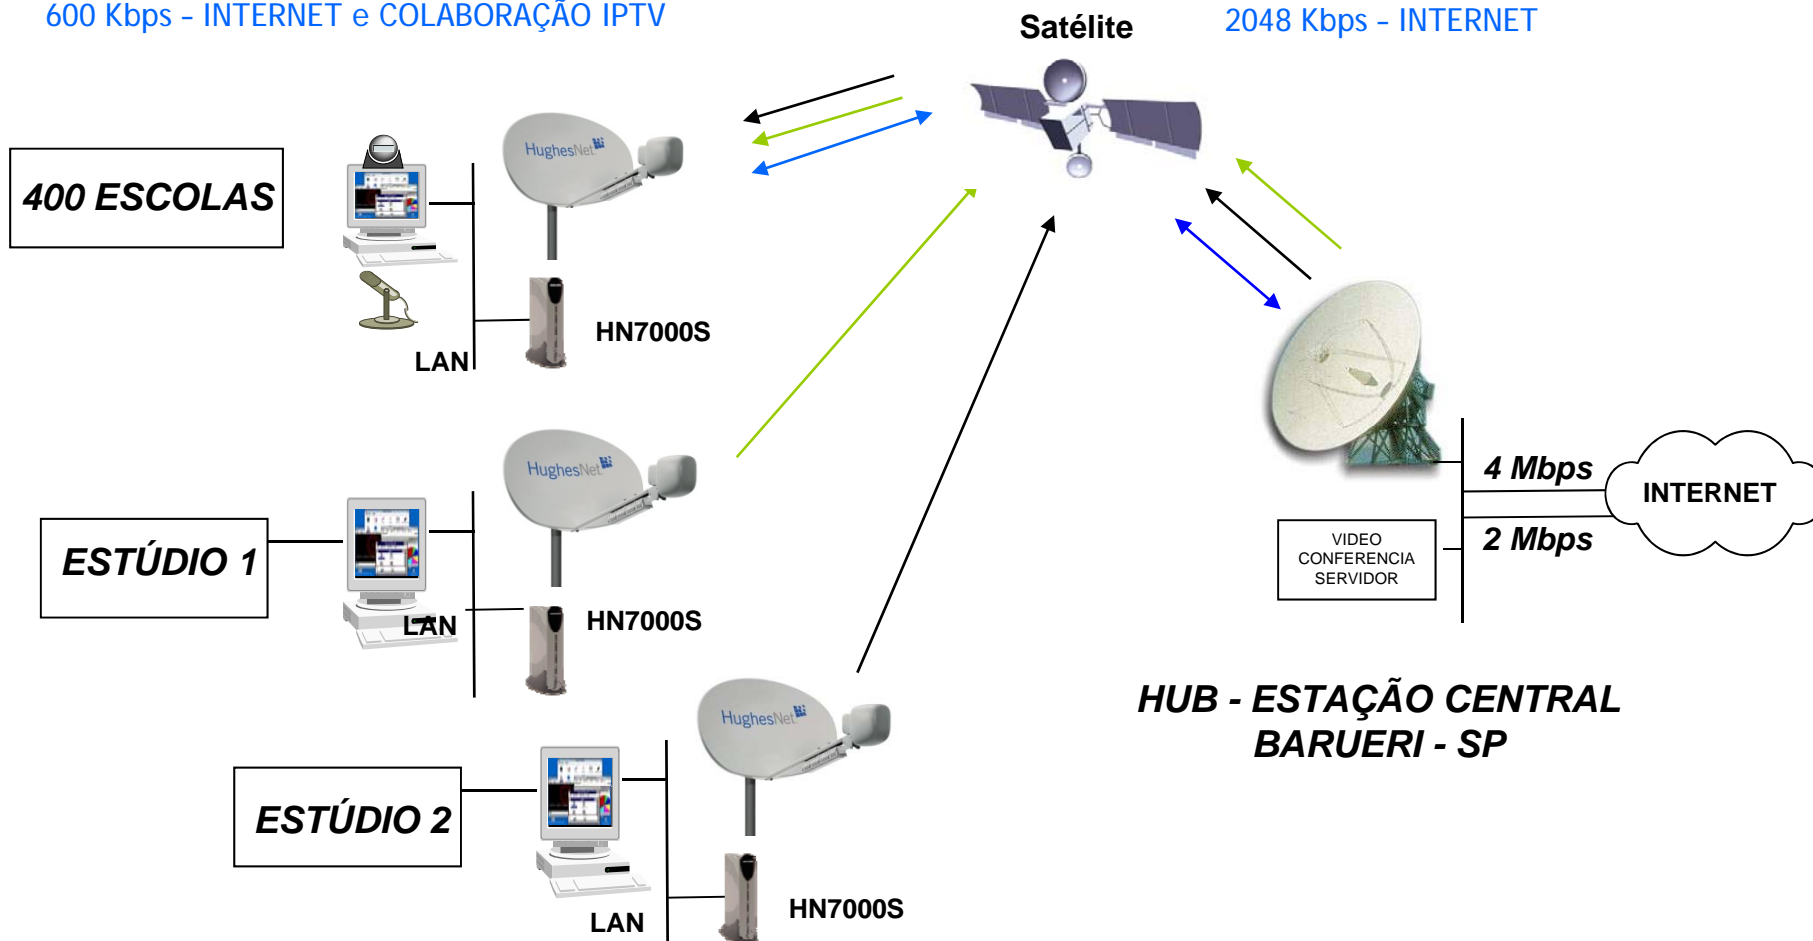 600 Kbps – INTERNET e COLABORAÇÃO IPTV
2048 Kbps – INTERNET
Satélite
HughesNet
400 ESCOLAS
HN7000S
LAN
HughesNet
4 Mbps
INTERNET
2 Mbps
VIDEO
CONFERENCIA
SERVIDOR
ESTÚDIO 1
LAN
HN7000S
HUB - ESTAÇÃO CENTRAL
BARUERI - SP
HughesNet
ESTÚDIO 2
HN7000S
LAN